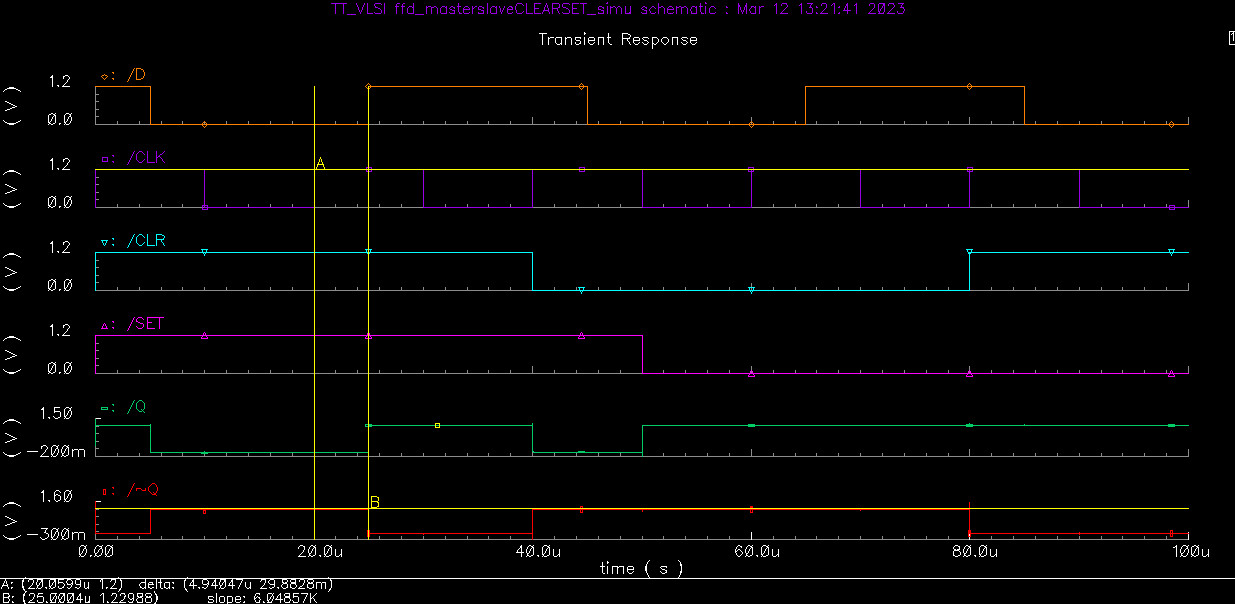 TT_VLSI ffd_masterslaveCLEARSET_simu schematic : Mar 12 13:21:41 2023
Transient Response
1
/D
1.2
(V)
0.0
/CLK
1.2
A
(V)
0.0
/CLR
1.2
(V)
0.0
/SET
1.2
(V)
0.0
/Q
1.50
(V)
-200m
/~Q
1.60
B
(V)
-300m
0.00 20.0u 40.0u 60.0u 80.0u 100u
time ( s )
A: (20.0599u 1.2) delta: (4.94047u 29.8828m)
B: (25.0004u 1.22988) slope: 6.04857K